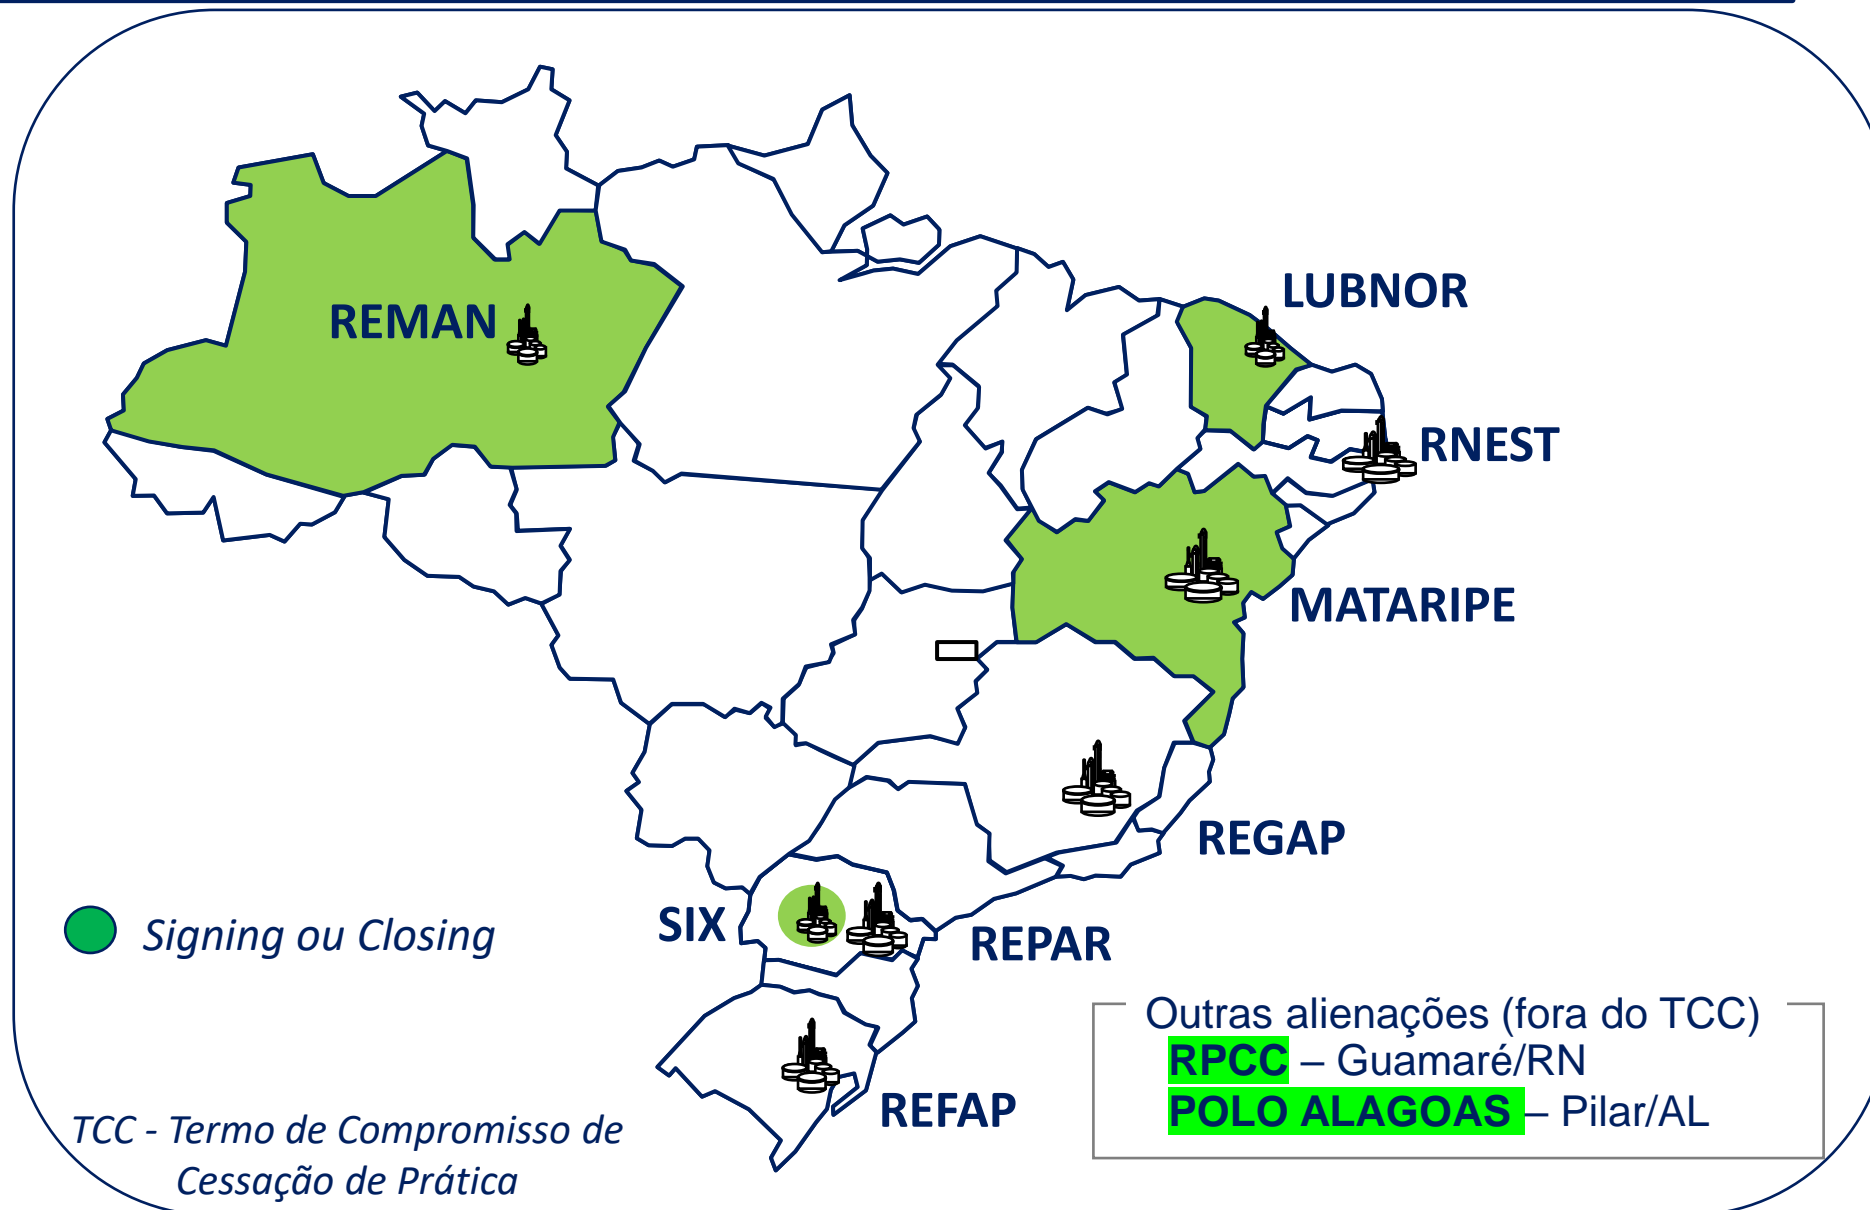 LUBNOR
REMAN
RNEST
MATARIPE
REGAP
SIX
REPAR
Signing ou Closing
REFAP
Outras alienações (fora do TCC)
RPCC – Guamaré/RN
POLO ALAGOAS – Pilar/AL
TCC - Termo de Compromisso de
Cessação de Prática